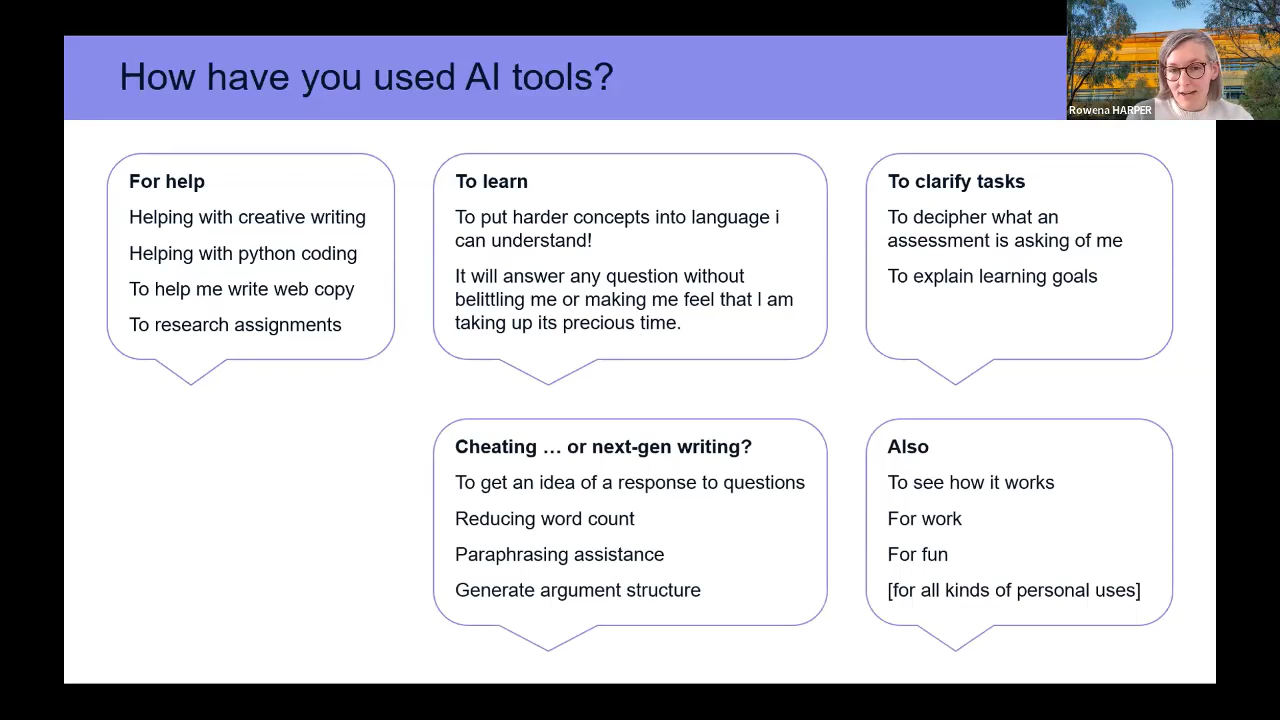 How have you used AI tools?
Rowena HARPER
For help
Helping with creative writing
Helping with python coding
To help me write web copy
To research assignments
To learn
To put harder concepts into language i
can understand!
It will answer any question without
belittling me or making me feel that I am
taking up its precious time.
To clarify tasks
To decipher what an
assessment is asking of me
To explain learning goals
Cheating … or next-gen writing?
To get an idea of a response to questions
Reducing word count
Paraphrasing assistance
Generate argument structure
Also
To see how it works
For work
For fun
[for all kinds of personal uses]